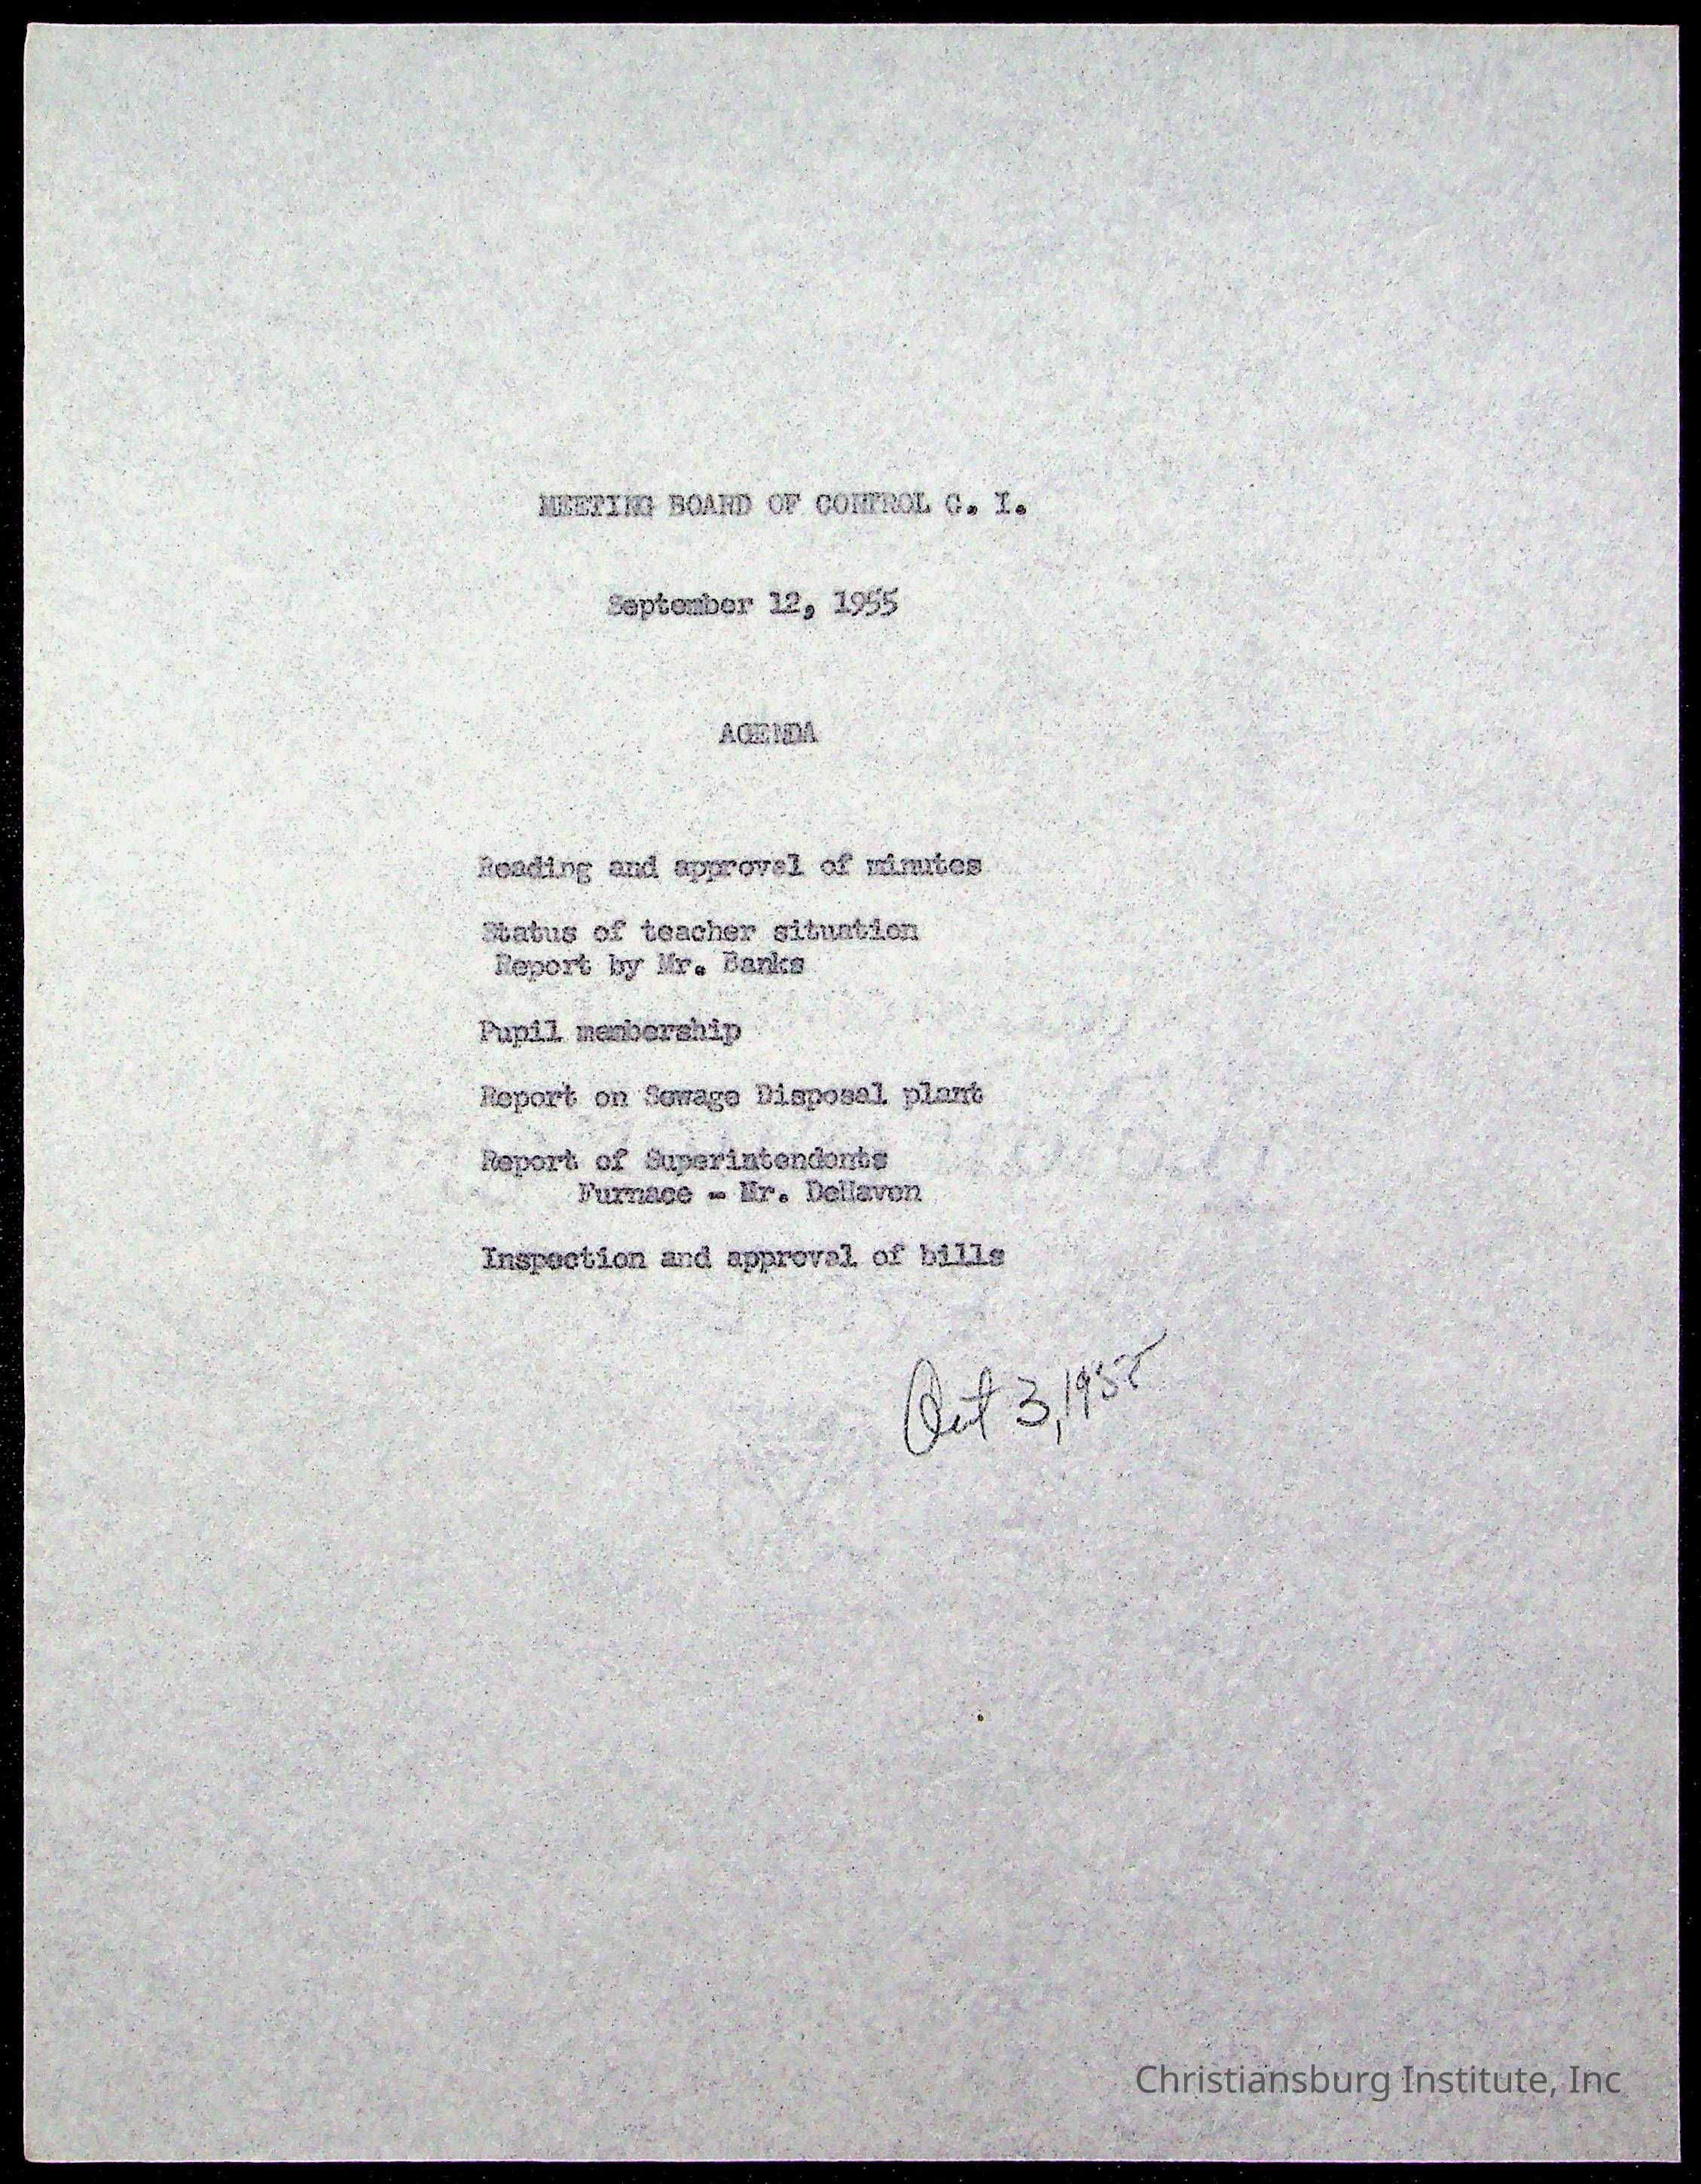 MEETING BOARD OF CONTROL C. I.
September 12, 1955
AGENDA
Reading and approval of minutes
Status of teacher situation
Report by Mr. Banks
Pupil membership
Report on Sewage Disposal plant
Report of Superintendents
Furnace - Mr. DeHaven
Inspection and approval of bills
Oct 3, 1955
Christiansburg Institute, Inc